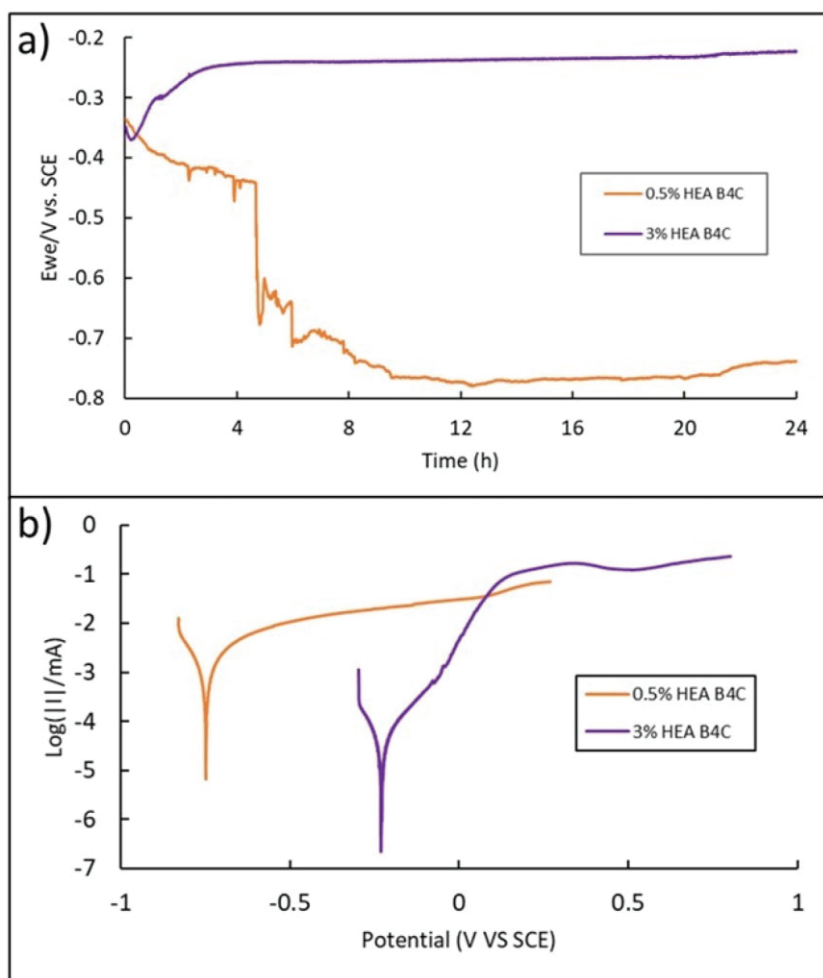 a)
-0.2
-0.3
-0.4
-0.5
-0.6
-0.7
-0.8
Ewe/V vs. SCE
0.5% HEA B4C
3% HEA B4C
0 4 8 12 16 20 24
Time (h)
b)
0
-1
-2
-3
-4
-5
-6
-7
Log(|I|/mA)
0.5% HEA B4C
3% HEA B4C
-1 -0.5 0 0.5 1
Potential (V VS SCE)